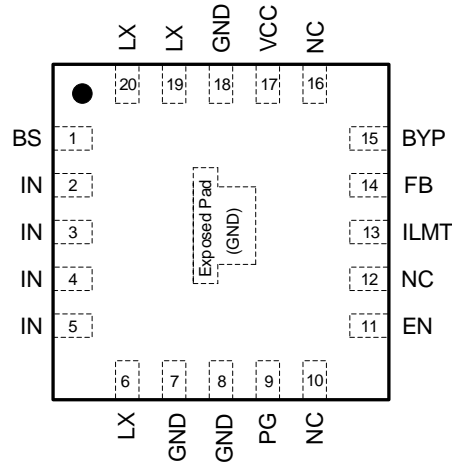 LX
LX
GND
VCC
NC
20
19
18
17
16
BS
1
15
BYP
IN
2
14
FB
IN
3
13
ILMT
IN
4
12
NC
IN
5
11
EN
Exposed Pad
(GND)
6
7
8
9
10
LX
GND
GND
PG
NC